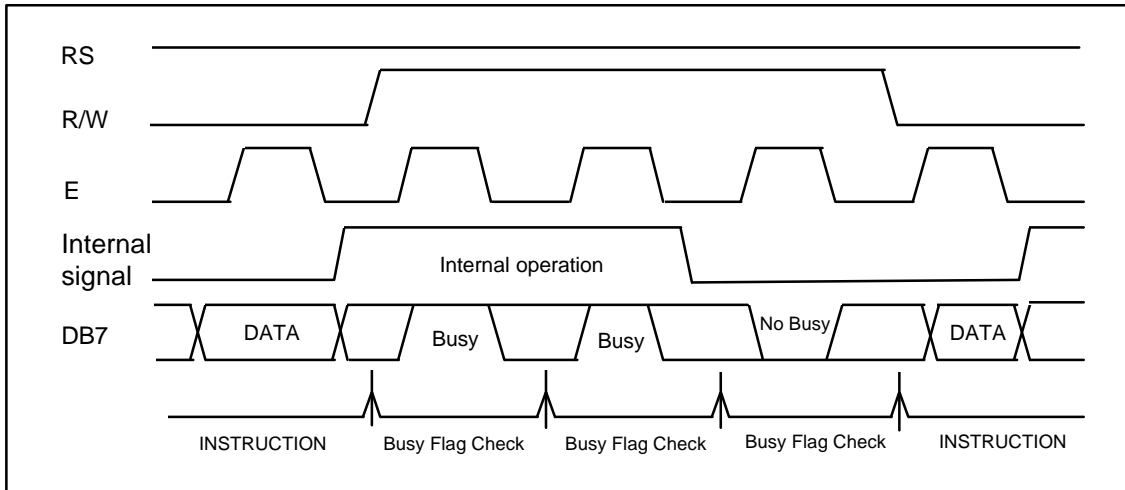 RS
R/W
E
Internal
signal
Internal operation
DB7
DATA
Busy
Busy
No Busy
DATA
INSTRUCTION
Busy Flag Check
Busy Flag Check
Busy Flag Check
INSTRUCTION